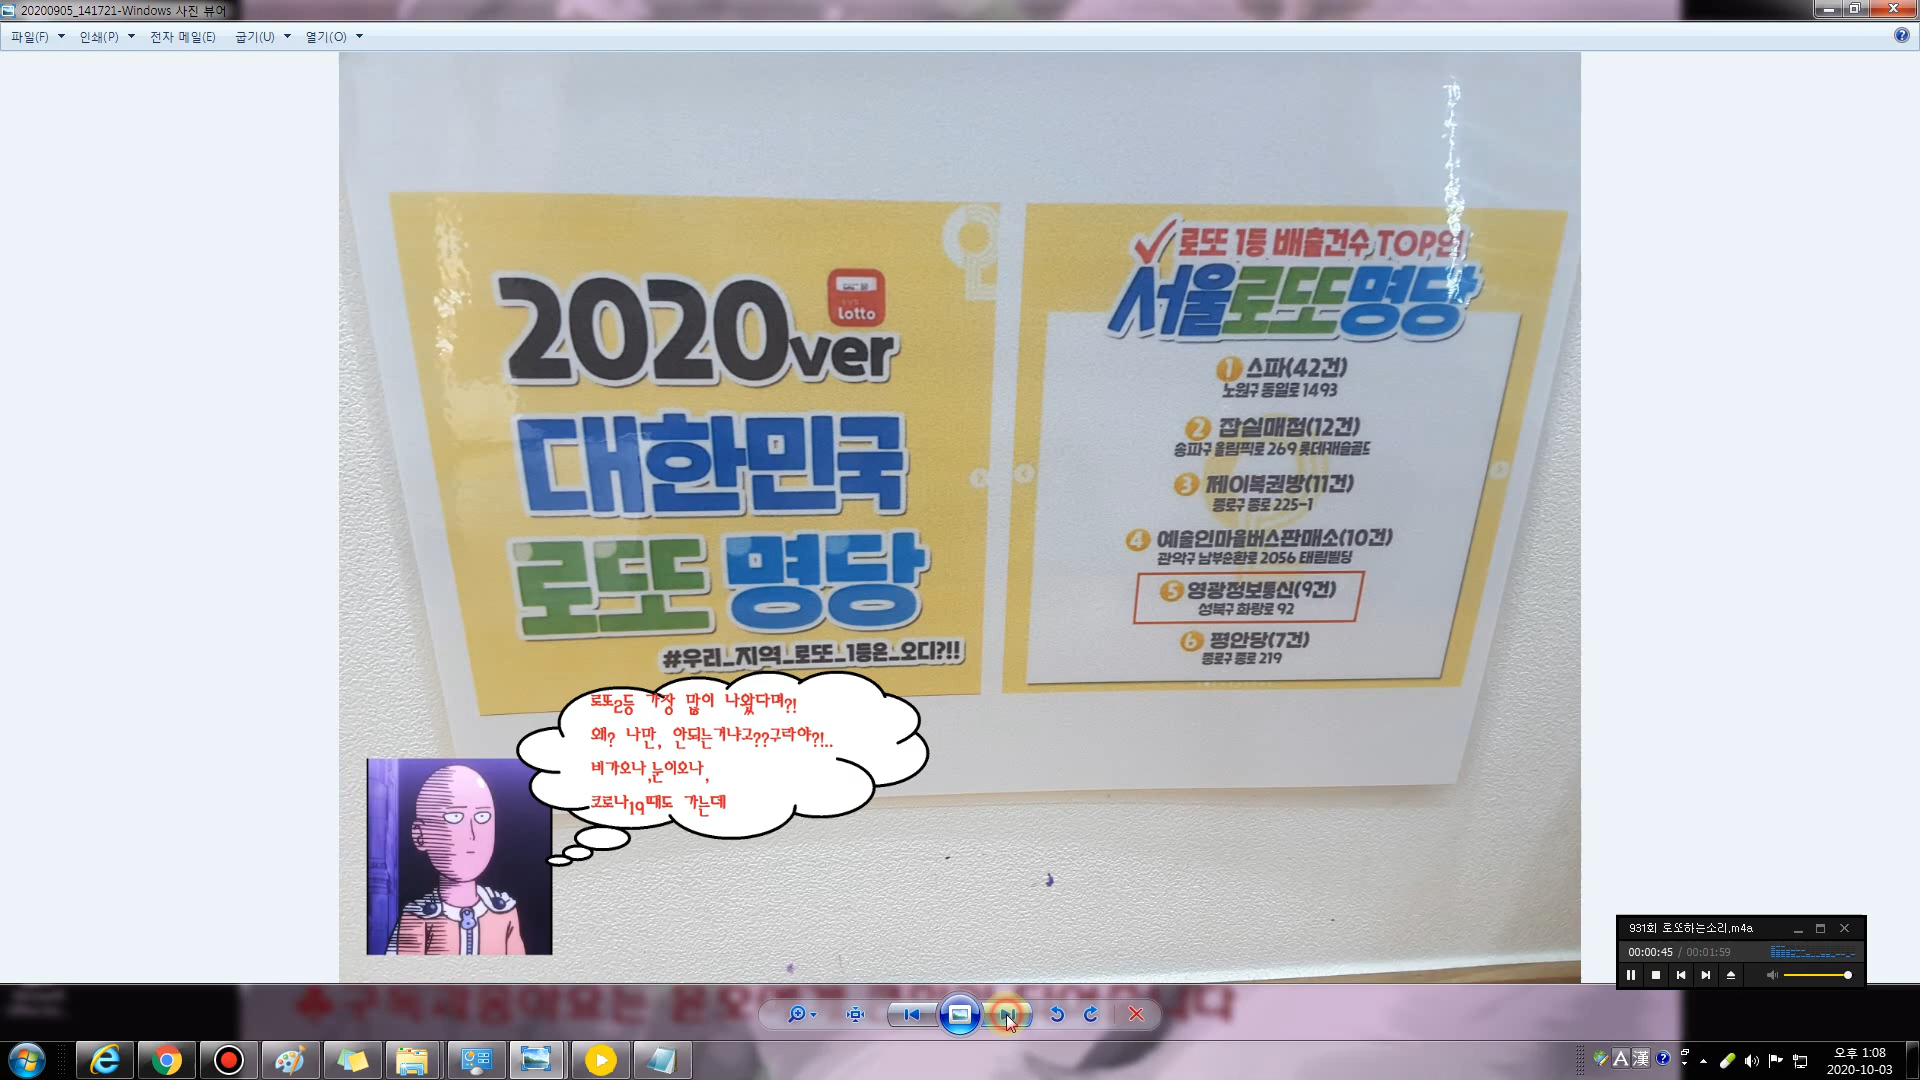 20200905_141721-Windows 사진 뷰어
파일(F) 인쇄(P) 전자 메일(E) 굽기(U) 열기(O)
2020ver
lotto
대한민국
로또 명당
#우리_지역_로또_1등은_오디?!!
로또 1등 배출건수 TOP인
서울로또명당
1 스파(42건)
노원구 동일로 1493
2 잠실매점(12건)
송파구 올림픽로 269 롯데캐슬골드
3 제이복권방(11건)
종로구 종로 225-1
4 예술인마을버스판매소(10건)
관악구 남부순환로 2056 태림빌딩
5 영광정보통신(9건)
성북구 화랑로 92
6 평안당(7건)
종로구 종로 219
로또2등 가장 많이 나왔다며?!
왜? 나만, 안되는거냐고??구라야?!..
비가오나,눈이오나,
코로나19때도 가는데
931회 로또하는소리.m4a
00:00:45 / 00:01:59
A 漢
오후 1:08
2020-10-03